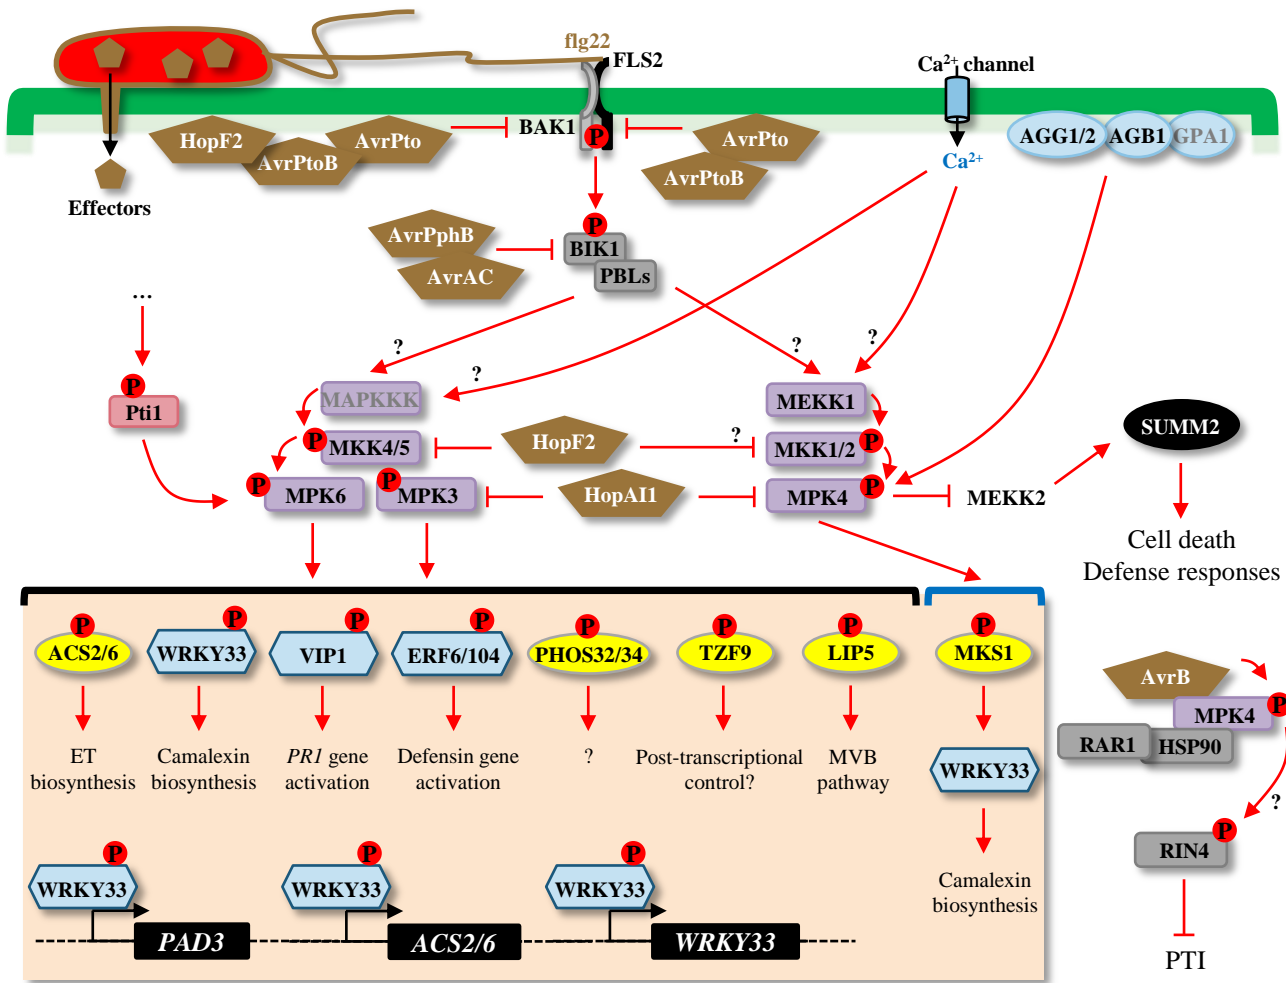 flg22
FLS2
Ca²⁺ channel
BAK1
P
HopF2
AvrPto
AvrPtoB
AvrPto
AvrPtoB
AGG1/2
AGB1
GPA1
Ca²⁺
Effectors
P
AvrPphB
BIK1
AvrAC
PBLs
...
?
?
?
P
Pti1
MAPKKK
MEKK1
P
MKK4/5
HopF2
?
MKK1/2
P
SUMM2
P
MPK6
P
MPK3
HopAI1
MPK4
P
MEKK2
Cell death
Defense responses
P
ACS2/6
P
WRKY33
P
VIP1
P
ERF6/104
P
PHOS32/34
P
TZF9
P
LIP5
P
MKS1
ET
biosynthesis
Camalexin
biosynthesis
PR1 gene
activation
Defensin gene
activation
?
Post-transcriptional
control?
MVB
pathway
WRKY33
Camalexin
biosynthesis
P
WRKY33
PAD3
P
WRKY33
ACS2/6
P
WRKY33
WRKY33
AvrB
MPK4
P
RAR1
HSP90
?
P
RIN4
PTI